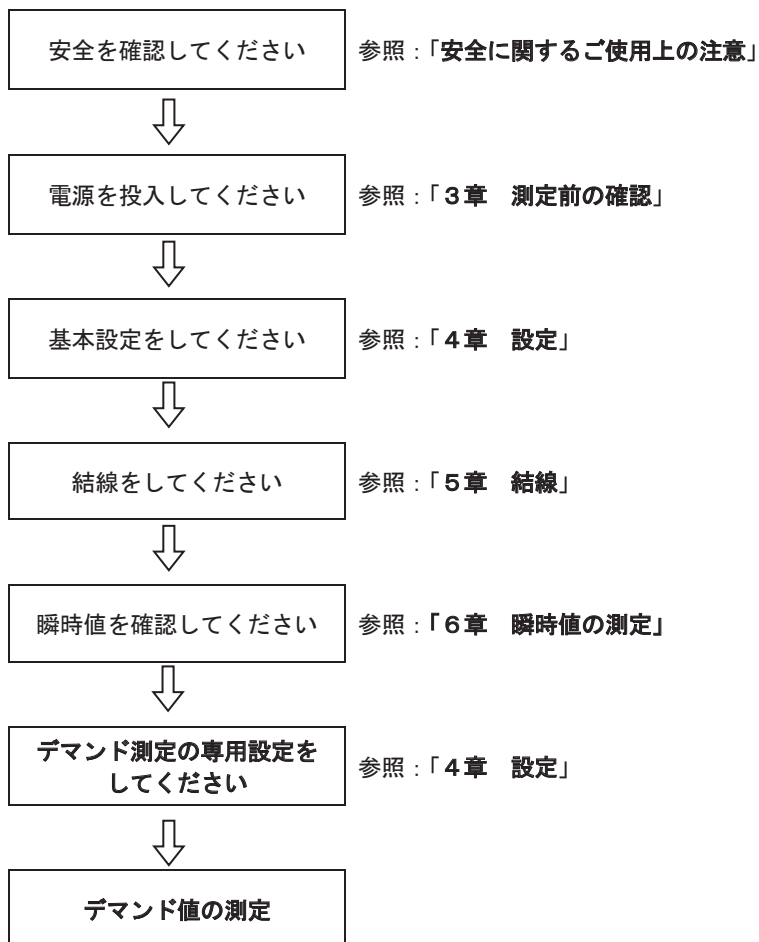 安全を確認してください　参照：「安全に関するご使用上の注意」
電源を投入してください　参照：「３章　測定前の確認」
基本設定をしてください　参照：「４章　設定」
結線をしてください　参照：「５章　結線」
瞬時値を確認してください　参照：「６章　瞬時値の測定」
デマンド測定の専用設定を
してください　参照：「４章　設定」
デマンド値の測定